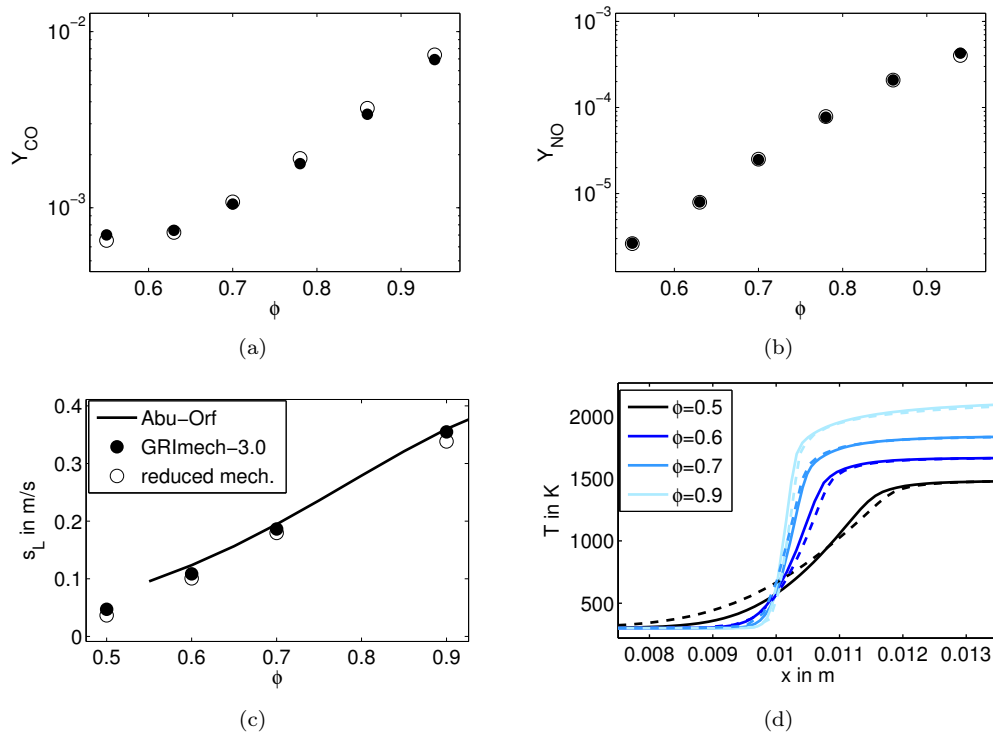 10⁻²
10⁻³
Y_CO
0.6 0.7 0.8 0.9
ϕ
(a)
10⁻³
10⁻⁴
10⁻⁵
Y_NO
0.6 0.7 0.8 0.9
ϕ
(b)
0.4
0.3
0.2
0.1
0
s_L in m/s
Abu−Orf
GRImech−3.0
reduced mech.
0.5 0.6 0.7 0.8 0.9
ϕ
(c)
2000
1500
1000
500
T in K
ϕ=0.5
ϕ=0.6
ϕ=0.7
ϕ=0.9
0.008 0.009 0.01 0.011 0.012 0.013
x in m
(d)